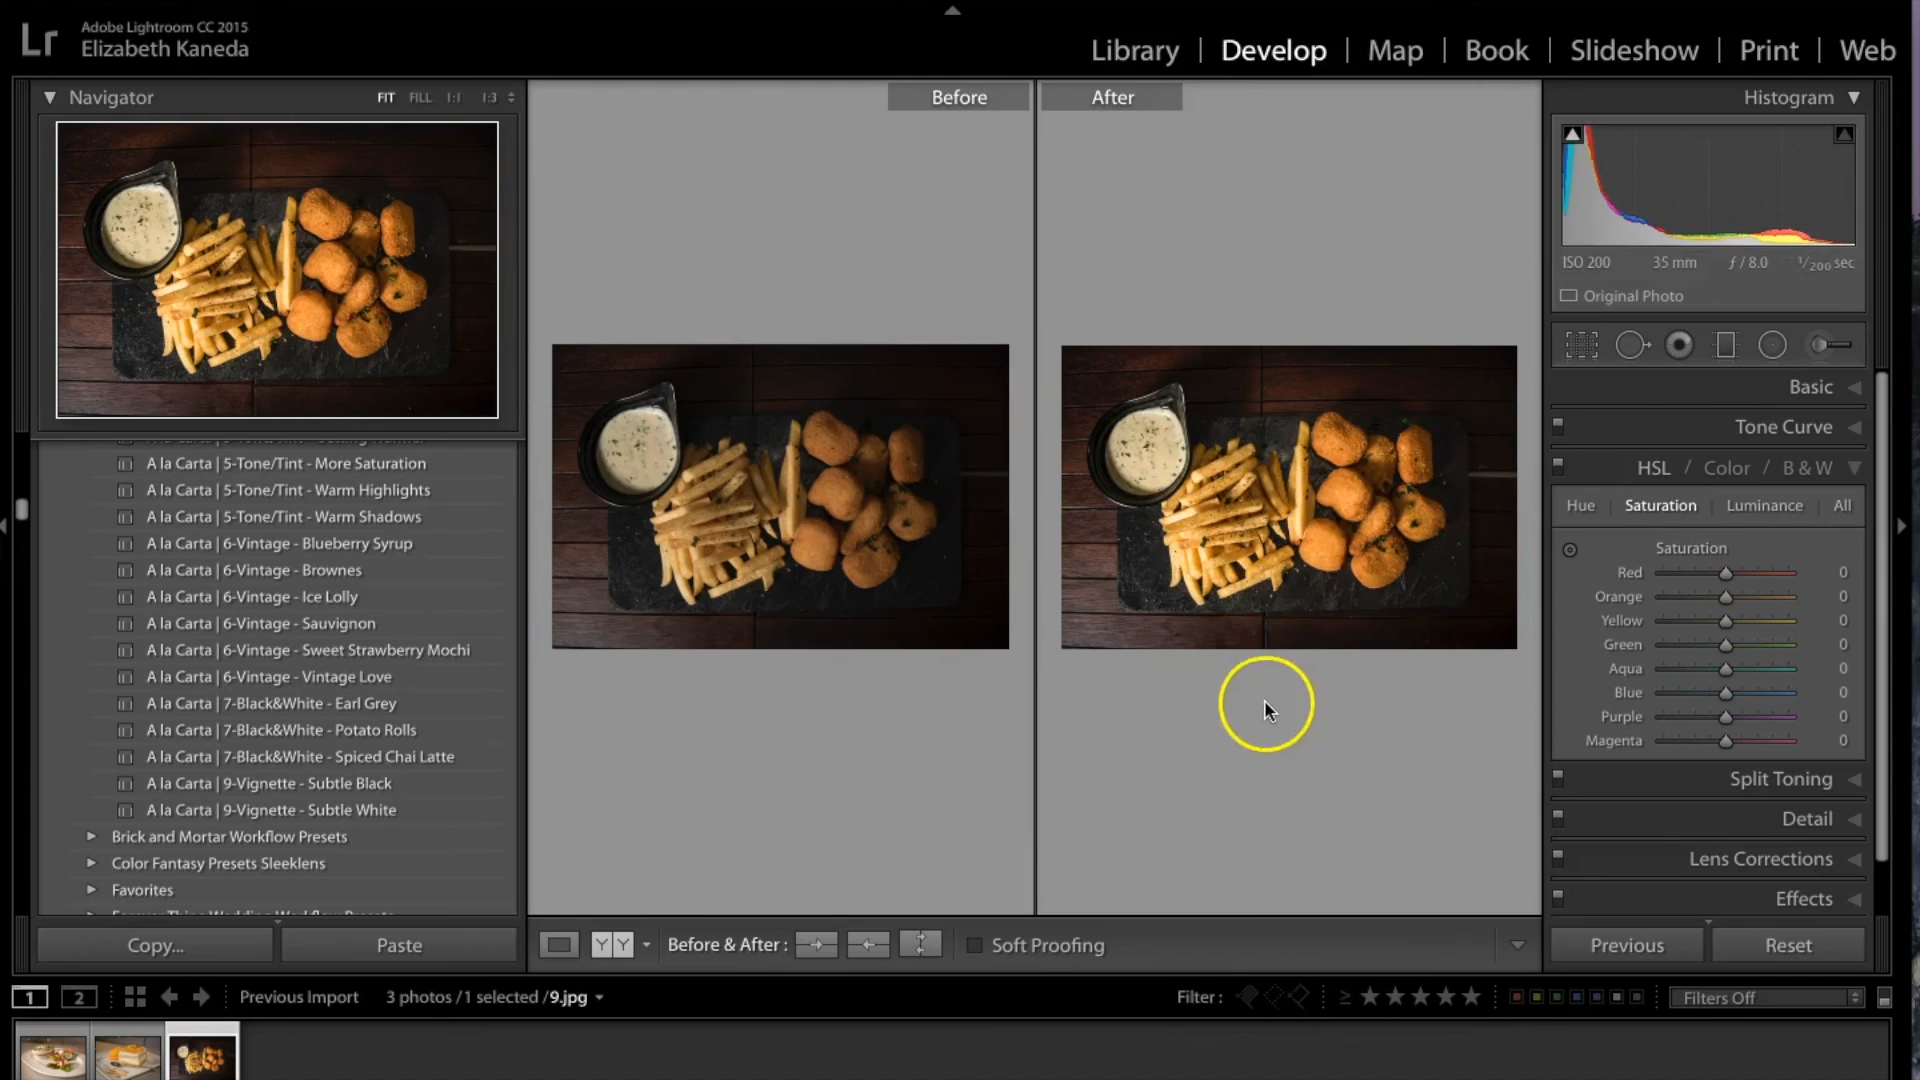 Lr
Adobe Lightroom CC 2015
Elizabeth Kaneda
Library | Develop | Map | Book | Slideshow | Print | Web
Navigator FIT FILL 1:1 1:3
Before
After
Histogram
ISO 200 35 mm ƒ / 8.0 1/200 sec
Original Photo
Basic
Tone Curve
HSL / Color / B & W
Hue Saturation Luminance All
Saturation
Red 0
Orange 0
Yellow 0
Green 0
Aqua 0
Blue 0
Purple 0
Magenta 0
Split Toning
Detail
Lens Corrections
Effects
Previous Reset
A la Carta | 5-Tone/Tint - More Saturation
A la Carta | 5-Tone/Tint - Warm Highlights
A la Carta | 5-Tone/Tint - Warm Shadows
A la Carta | 6-Vintage - Blueberry Syrup
A la Carta | 6-Vintage - Brownes
A la Carta | 6-Vintage - Ice Lolly
A la Carta | 6-Vintage - Sauvignon
A la Carta | 6-Vintage - Sweet Strawberry Mochi
A la Carta | 6-Vintage - Vintage Love
A la Carta | 7-Black&White - Earl Grey
A la Carta | 7-Black&White - Potato Rolls
A la Carta | 7-Black&White - Spiced Chai Latte
A la Carta | 9-Vignette - Subtle Black
A la Carta | 9-Vignette - Subtle White
Brick and Mortar Workflow Presets
Color Fantasy Presets Sleeklens
Favorites
Copy... Paste
YY Before & After : Soft Proofing
1 2 Previous Import 3 photos / 1 selected / 9.jpg
Filter : ≥ Filters Off